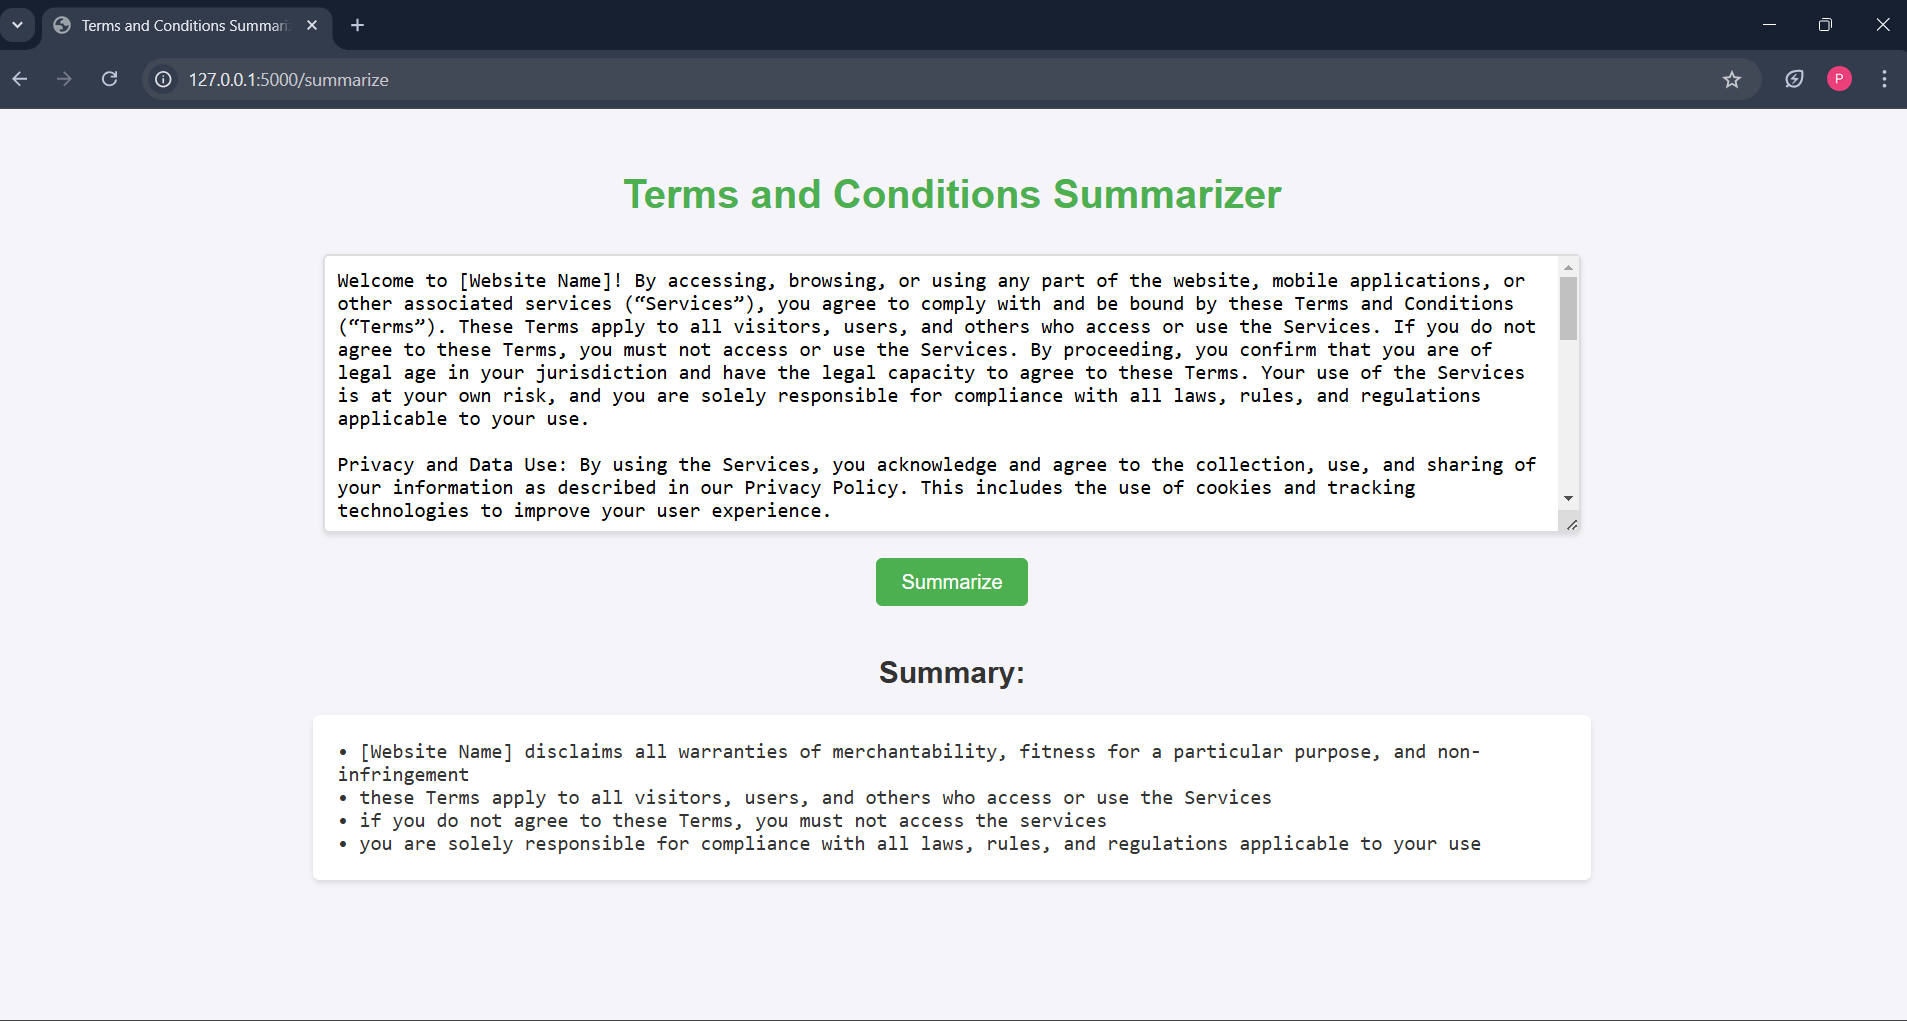 Terms and Conditions Summari
127.0.0.1:5000/summarize
P
Terms and Conditions Summarizer
Welcome to [Website Name]! By accessing, browsing, or using any part of the website, mobile applications, or
other associated services (“Services”), you agree to comply with and be bound by these Terms and Conditions
(“Terms”). These Terms apply to all visitors, users, and others who access or use the Services. If you do not
agree to these Terms, you must not access or use the Services. By proceeding, you confirm that you are of
legal age in your jurisdiction and have the legal capacity to agree to these Terms. Your use of the Services
is at your own risk, and you are solely responsible for compliance with all laws, rules, and regulations
applicable to your use.
Privacy and Data Use: By using the Services, you acknowledge and agree to the collection, use, and sharing of
your information as described in our Privacy Policy. This includes the use of cookies and tracking
technologies to improve your user experience.
Summarize
Summary:
• [Website Name] disclaims all warranties of merchantability, fitness for a particular purpose, and non-
infringement
• these Terms apply to all visitors, users, and others who access or use the Services
• if you do not agree to these Terms, you must not access the services
• you are solely responsible for compliance with all laws, rules, and regulations applicable to your use